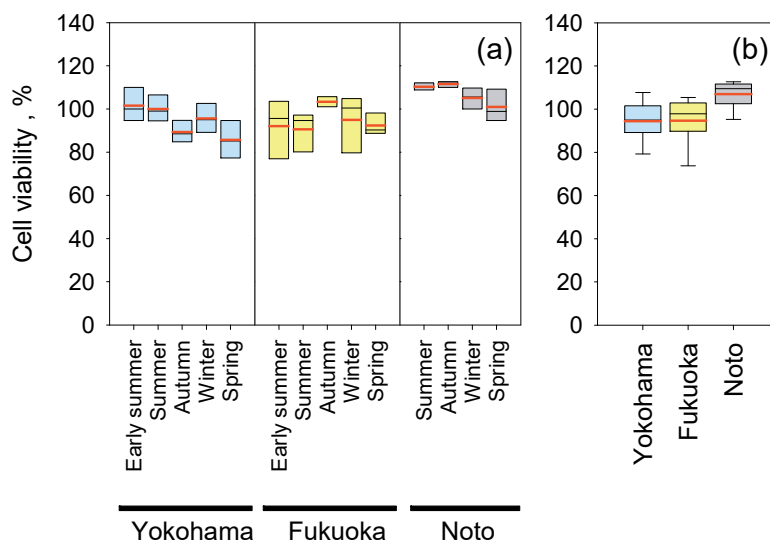 (a)
(b)
Cell viability , %
140
120
100
80
60
40
20
0
140
120
100
80
60
40
20
0
Early summer
Summer
Autumn
Winter
Spring
Early summer
Summer
Autumn
Winter
Spring
Summer
Autumn
Winter
Spring
Yokohama
Fukuoka
Noto
Yokohama
Fukuoka
Noto